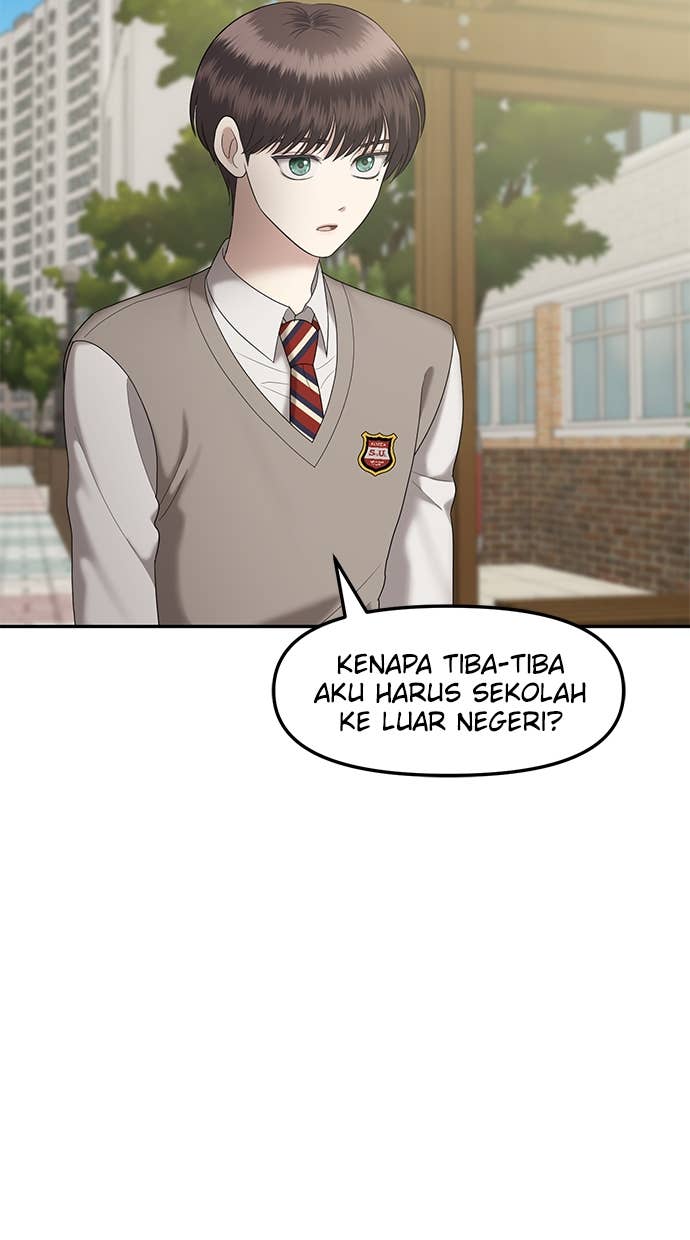 S.U.
KENAPA TIBA-TIBA
AKU HARUS SEKOLAH
KE LUAR NEGERI?